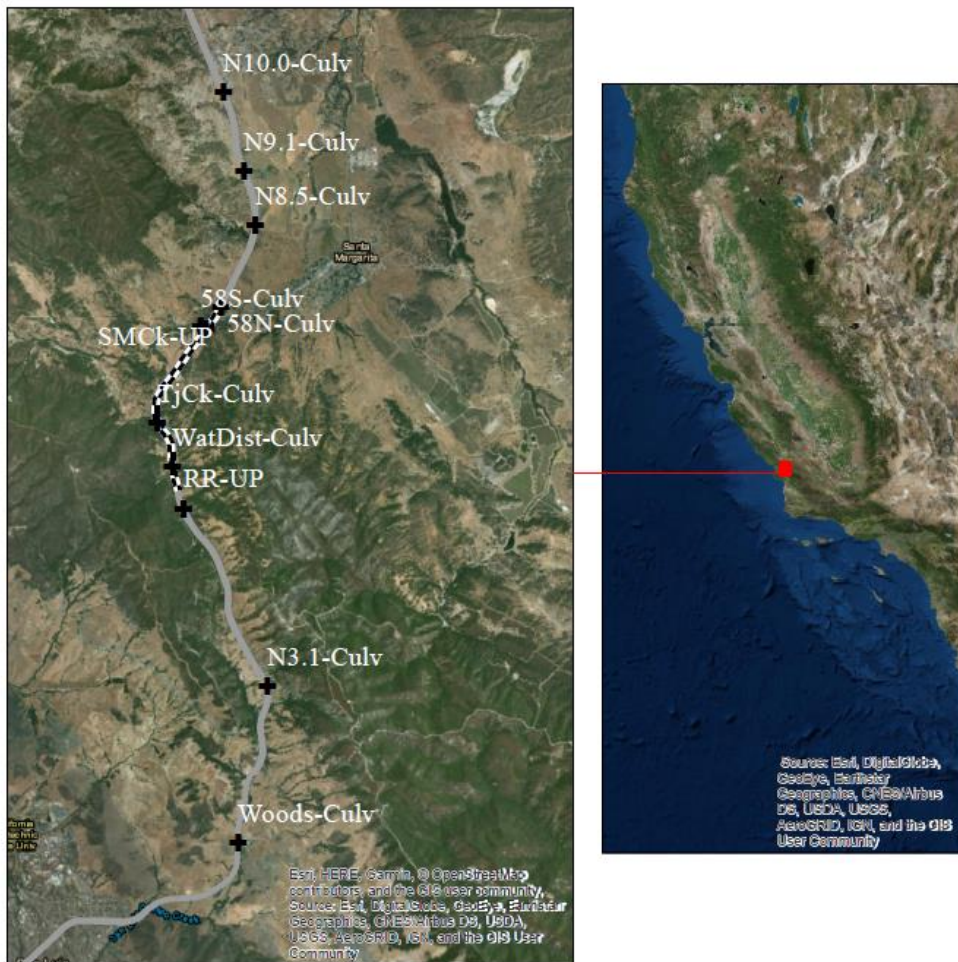 N10.0-Culv
N9.1-Culv
N8.5-Culv
Santa
Margarita
58S-Culv
58N-Culv
SMCk-UP
TjCk-Culv
WatDist-Culv
RR-UP
N3.1-Culv
Woods-Culv
Esri, HERE, Garmin, © OpenStreetMap
contributors, and the GIS user community,
Source: Esri, DigitalGlobe, GeoEye, Earthstar
Geographics, CNES/Airbus DS, USDA,
USGS, AeroGRID, IGN, and the GIS User
Community
Creek
Source: Esri, DigitalGlobe,
GeoEye, Earthstar
Geographics, CNES/Airbus
DS, USDA, USGS,
AeroGRID, IGN, and the GIS
User Community